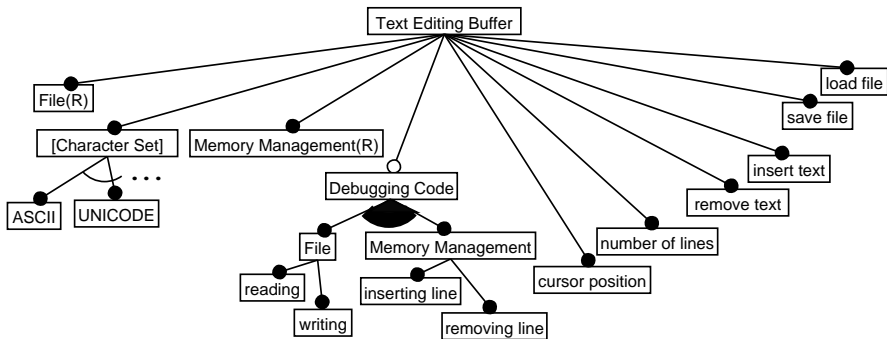 Text Editing Buffer
load file
File(R)
save file
[Character Set]
Memory Management(R)
insert text
Debugging Code
remove text
ASCII
UNICODE
...
number of lines
File
Memory Management
cursor position
reading
inserting line
writing
removing line